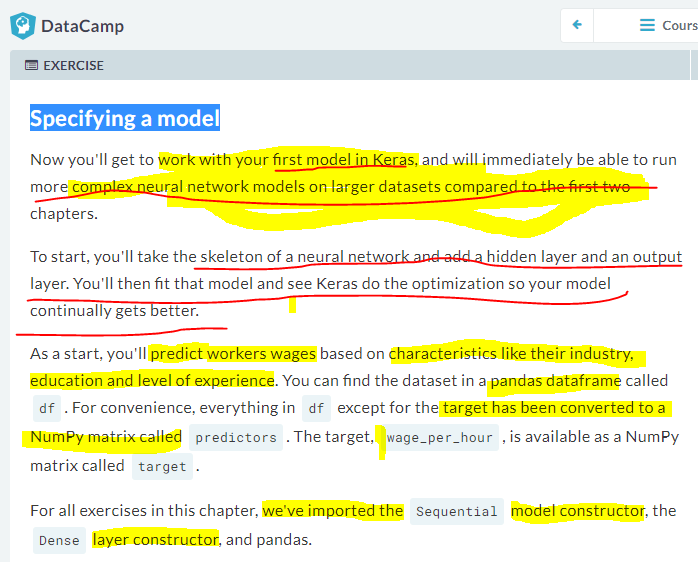 DataCamp
Cours
EXERCISE
Specifying a model
Now you'll get to work with your first model in Keras, and will immediately be able to run
more complex neural network models on larger datasets compared to the first two
chapters.
To start, you'll take the skeleton of a neural network and add a hidden layer and an output
layer. You'll then fit that model and see Keras do the optimization so your model
continually gets better.
As a start, you'll predict workers wages based on characteristics like their industry,
education and level of experience. You can find the dataset in a pandas dataframe called
df . For convenience, everything in df except for the target has been converted to a
NumPy matrix called predictors . The target, wage_per_hour , is available as a NumPy
matrix called target .
For all exercises in this chapter, we've imported the Sequential model constructor, the
Dense layer constructor, and pandas.